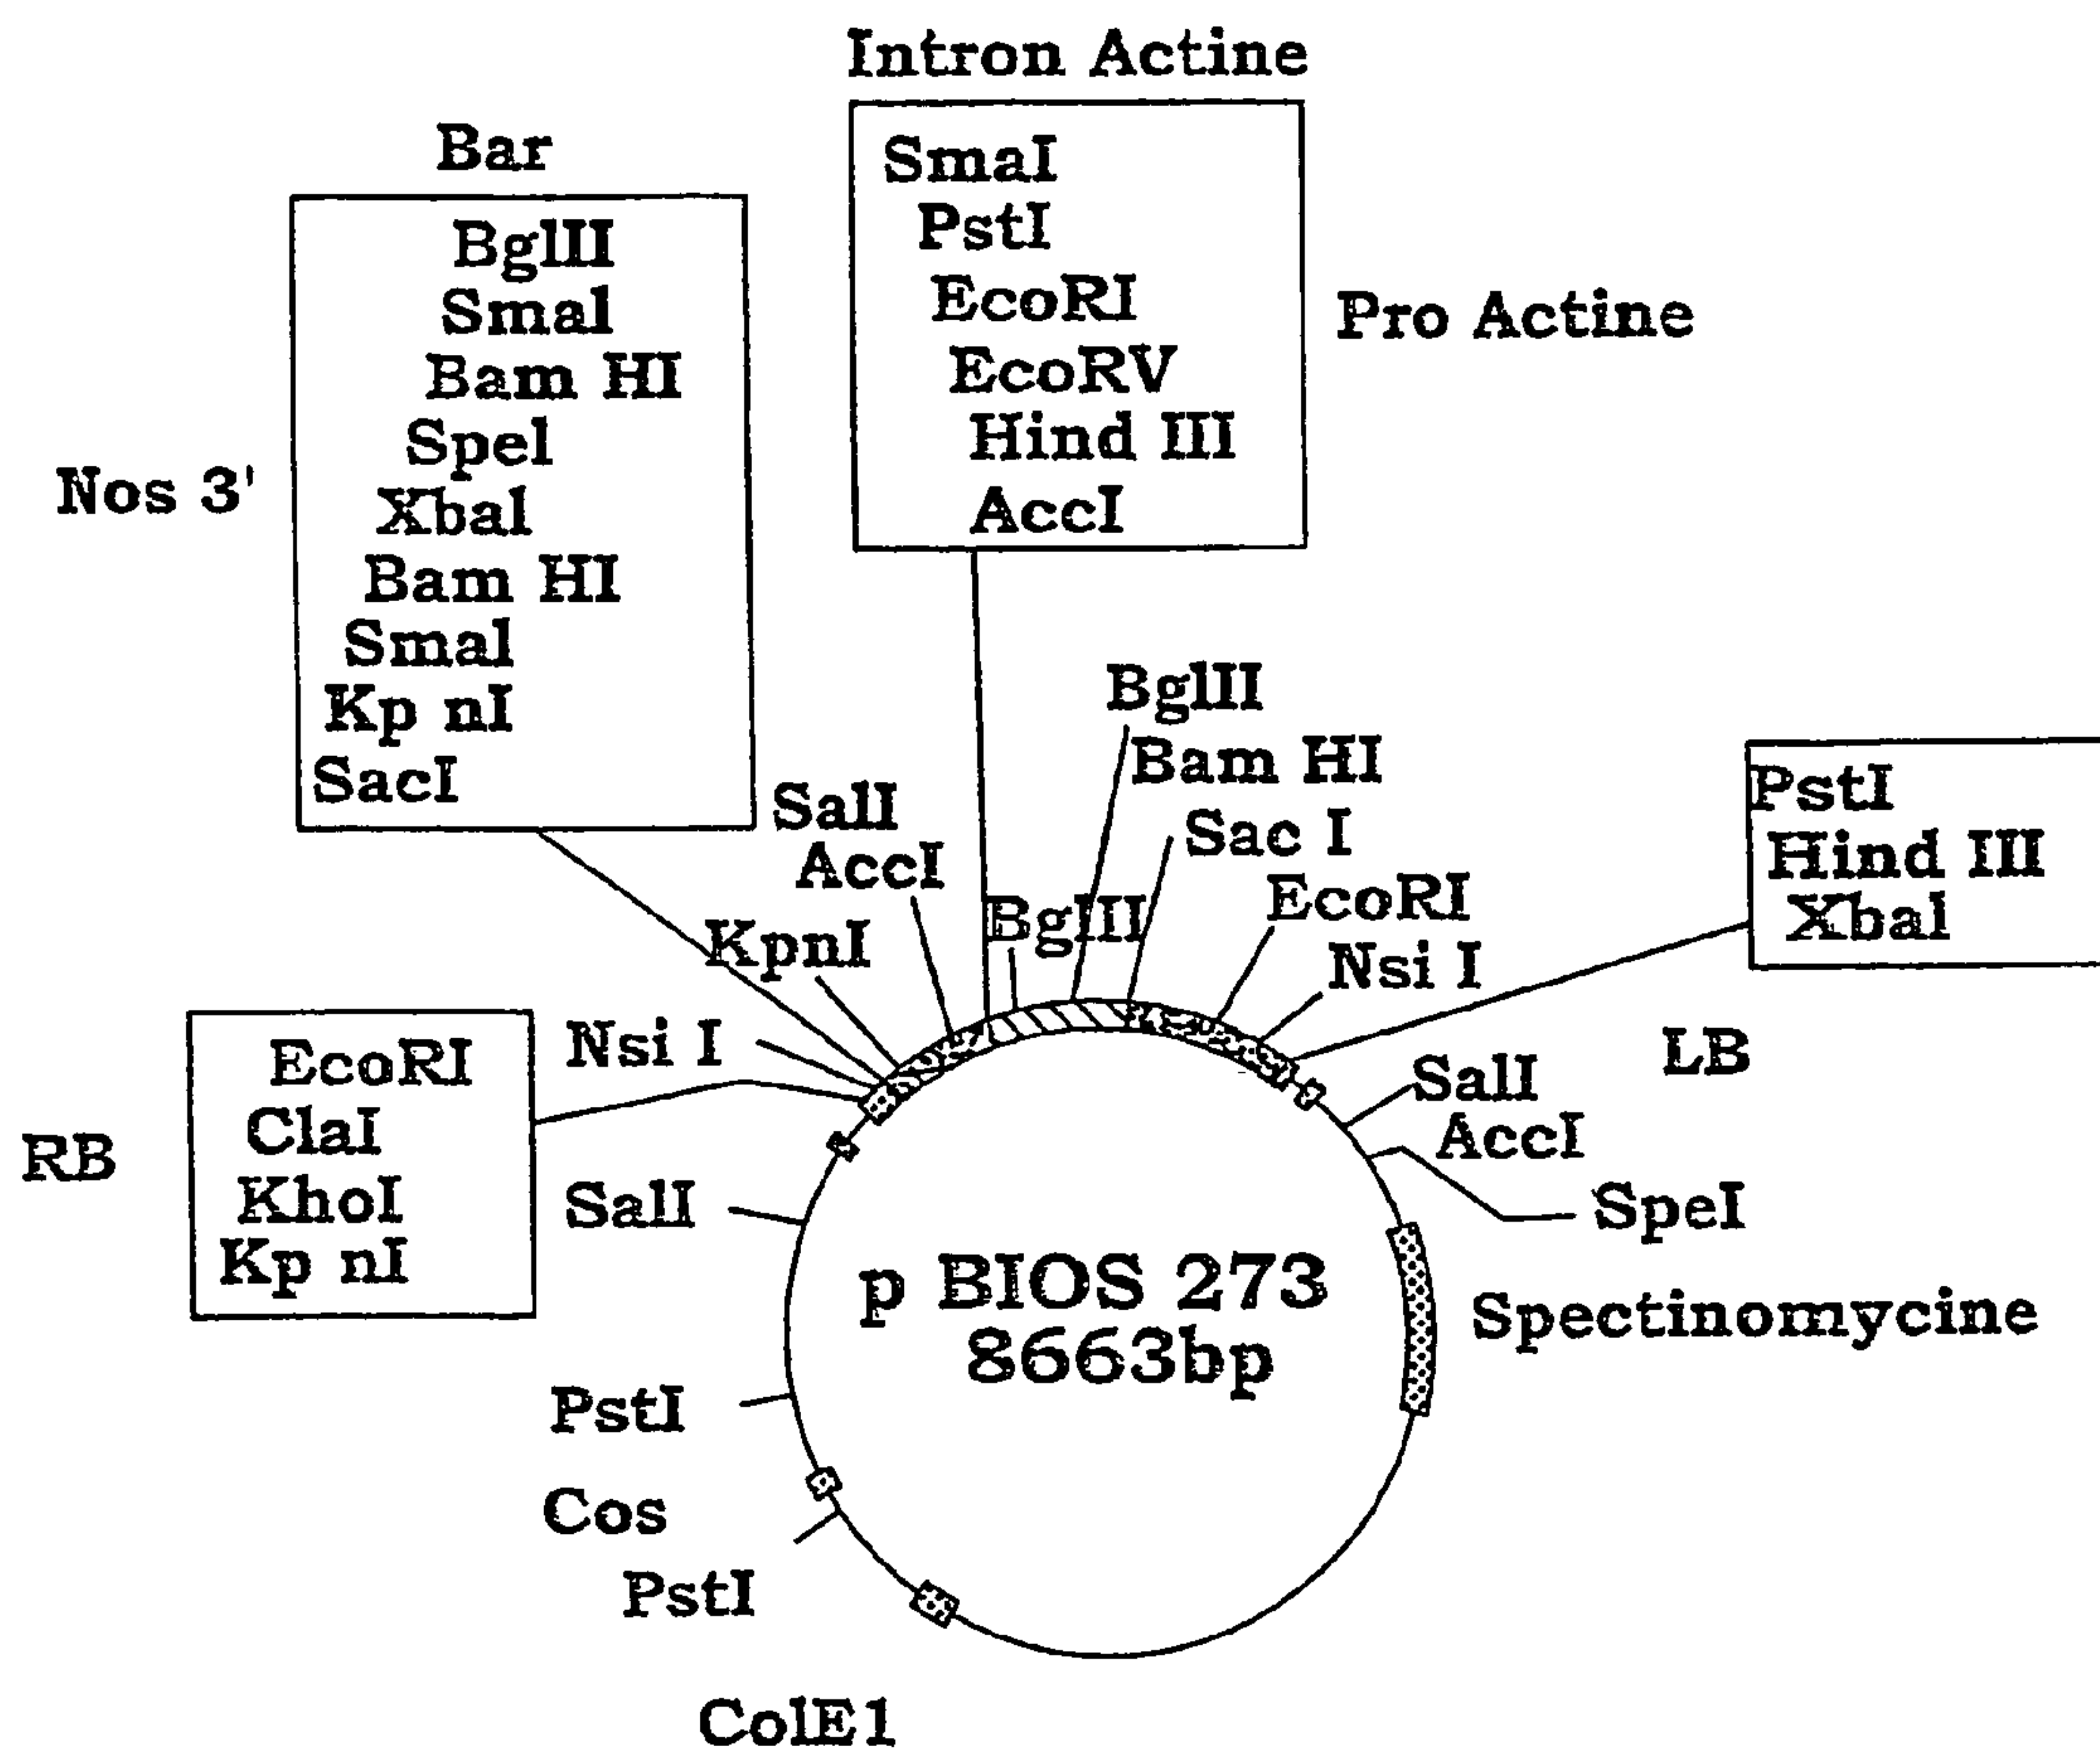 Intron Actine
SmaI
PstI
EcoRI
EcoRV
Hind III
AccI
Pro Actine
Bar
BglII
SmaI
Bam HI
SpeI
XbaI
Bam HI
SmaI
Kp nI
SacI
Nos 3'
SalI
AccI
KpnI
Nsi I
BglII
BglII
Bam HI
Sac I
EcoRI
Nsi I
PstI
Hind III
XbaI
LB
SalI
AccI
SpeI
RB
EcoRI
ClaI
KhoI
Kp nI
SalI
p BIOS 273
8663bp
Spectinomycine
PstI
Cos
PstI
ColE1